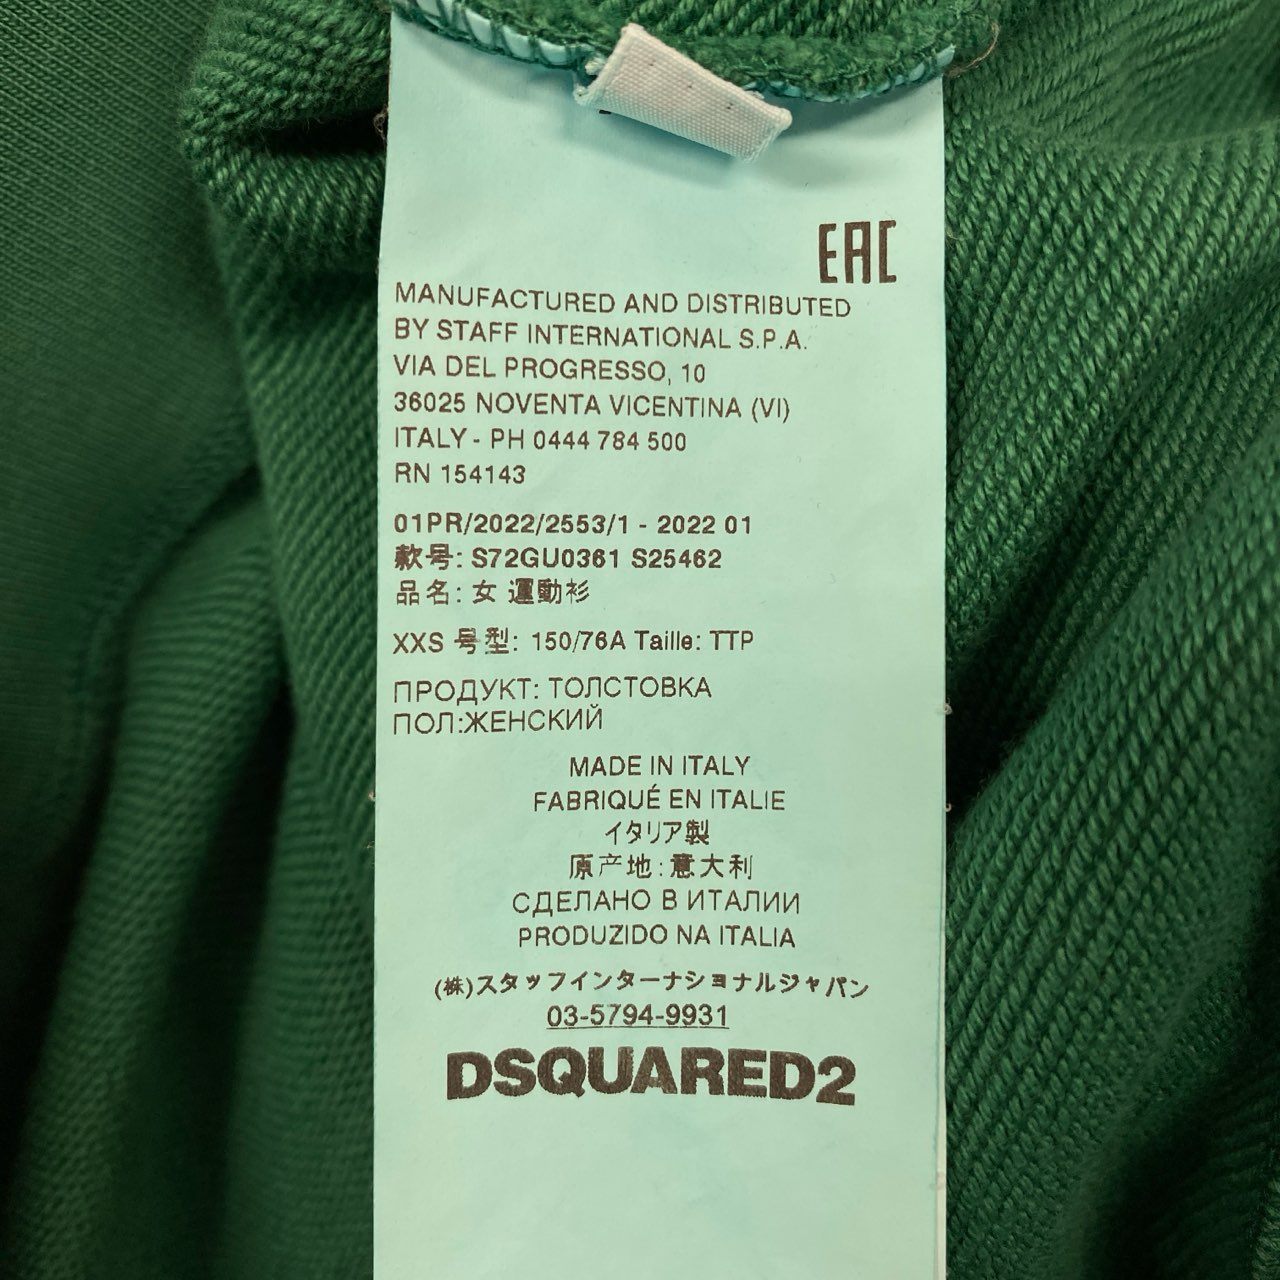 EAC
MANUFACTURED AND DISTRIBUTED
BY STAFF INTERNATIONAL S.P.A.
VIA DEL PROGRESSO, 10
36025 NOVENTA VICENTINA (VI)
ITALY - PH 0444 784 500
RN 154143
01PR/2022/2553/1 - 2022 01
款号: S72GU0361 S25462
品名: 女 運動衫
XXS 号型: 150/76A Taille: TTP
ПРОДУКТ: ТОЛСТОВКА
ПОЛ:ЖЕНСКИЙ
MADE IN ITALY
FABRIQUÉ EN ITALIE
イタリア製
原产地:意大利
СДЕЛАНО В ИТАЛИИ
PRODUZIDO NA ITALIA
(株)スタッフインターナショナルジャパン
03-5794-9931
DSQUARED2